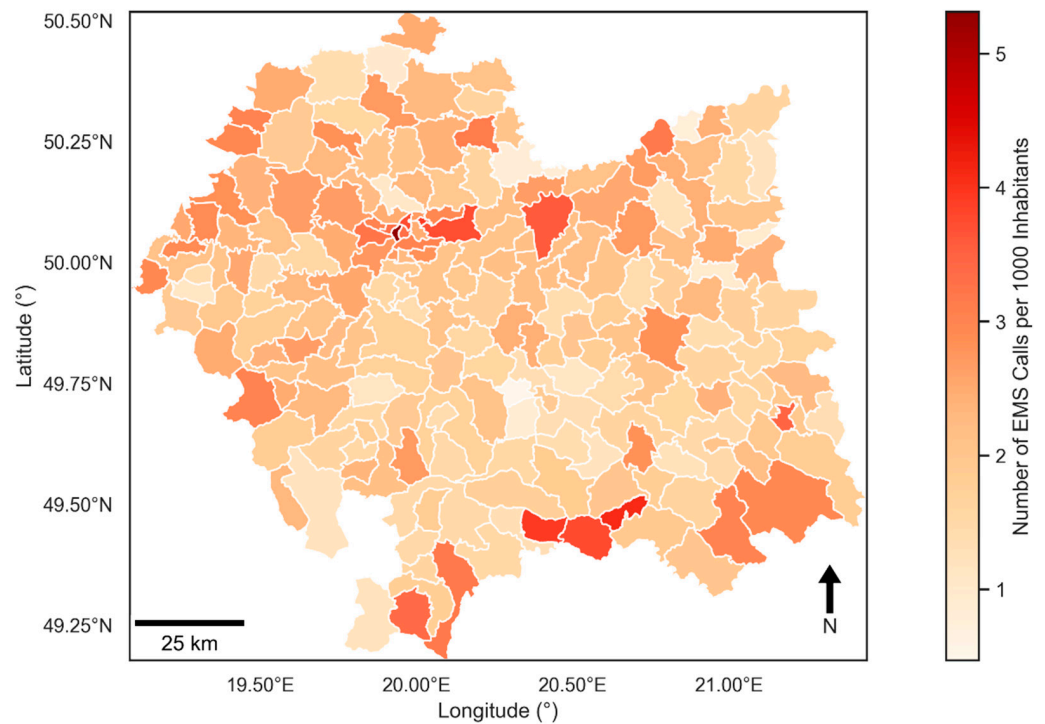 50.50°N
50.25°N
50.00°N
49.75°N
49.50°N
49.25°N
Latitude (°)
25 km
N
19.50°E 20.00°E 20.50°E 21.00°E
Longitude (°)
5
4
3
2
1
Number of EMS Calls per 1000 Inhabitants